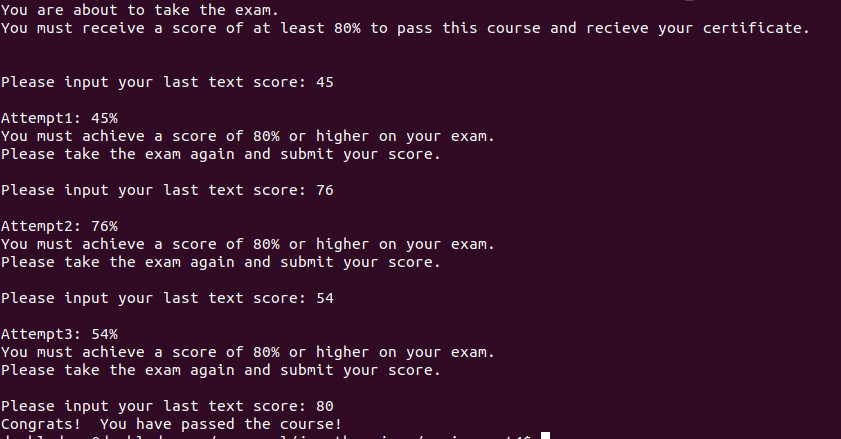 You are about to take the exam.
You must receive a score of at least 80% to pass this course and recieve your certificate.
Please input your last text score: 45
Attempt1: 45%
You must achieve a score of 80% or higher on your exam.
Please take the exam again and submit your score.
Please input your last text score: 76
Attempt2: 76%
You must achieve a score of 80% or higher on your exam.
Please take the exam again and submit your score.
Please input your last text score: 54
Attempt3: 54%
You must achieve a score of 80% or higher on your exam.
Please take the exam again and submit your score.
Please input your last text score: 80
Congrats!  You have passed the course!